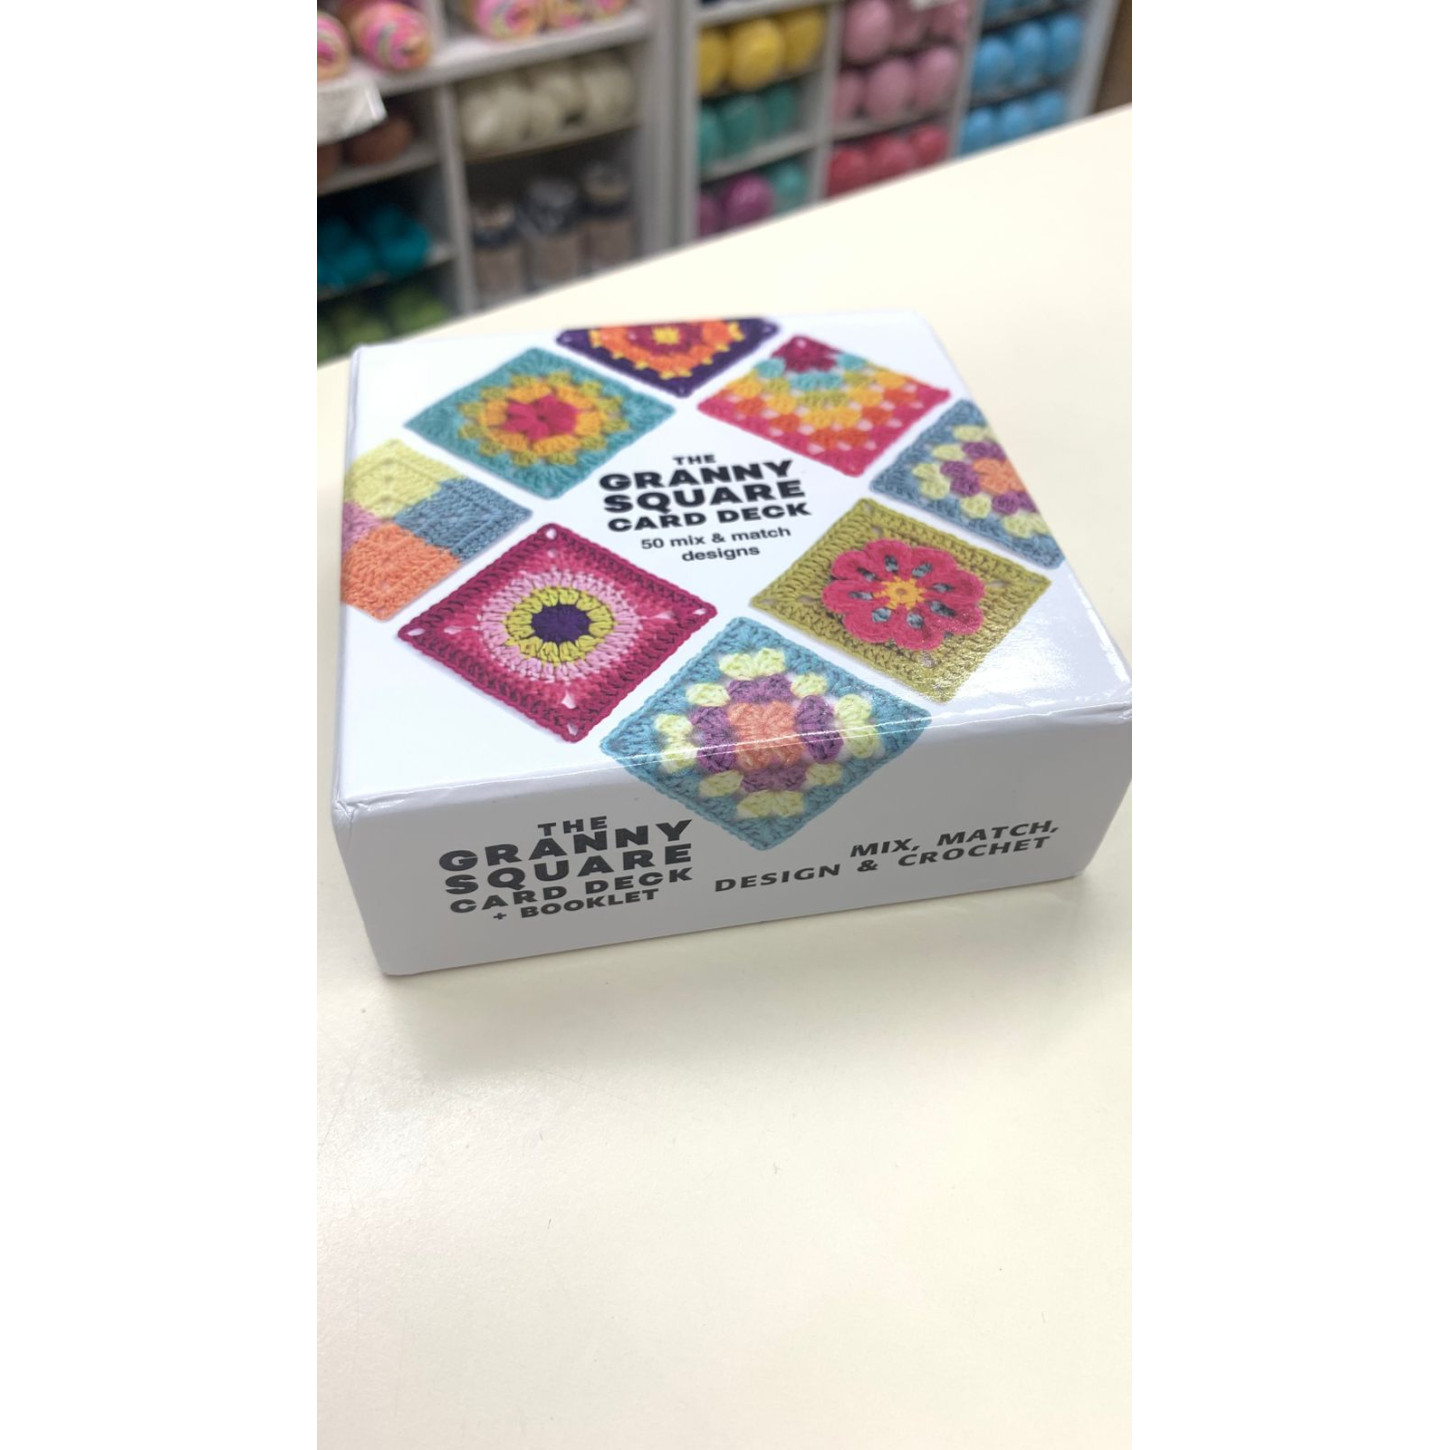 THE
GRANNY
SQUARE
CARD DECK
50 mix & match
designs
THE
GRANNY
SQUARE
CARD DECK
+ BOOKLET
MIX, MATCH,
DESIGN & CROCHET